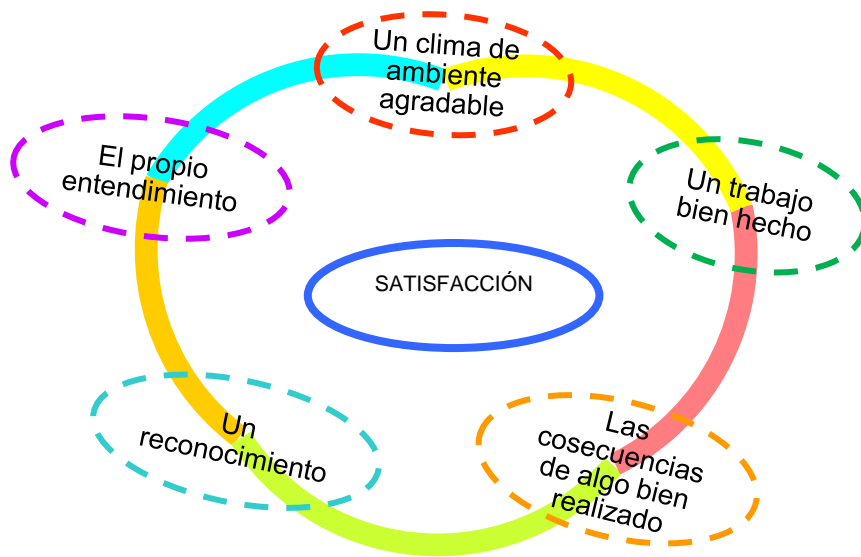 Un clima de
ambiente
agradable
Un trabajo
bien hecho
Las
cosecuencias
de algo bien
realizado
Un
reconocimiento
El propio
entendimiento
SATISFACCIÓN